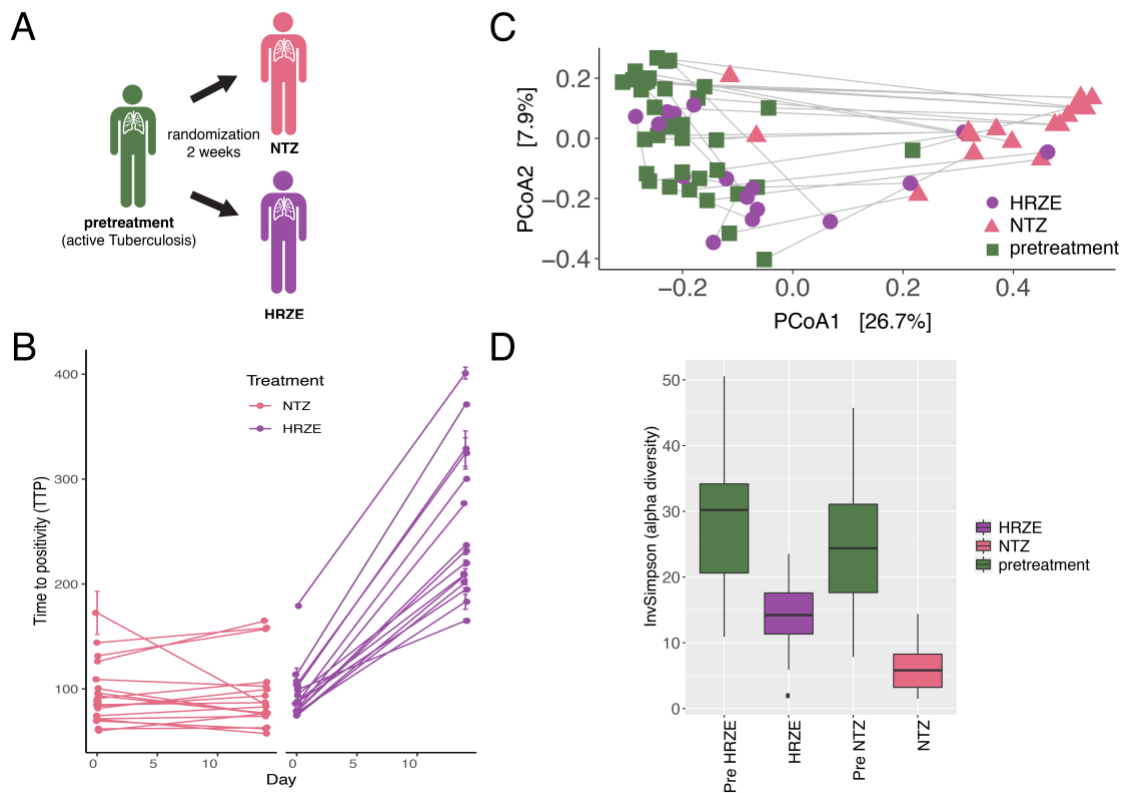 A
randomization
2 weeks
NTZ
pretreatment
(active Tuberculosis)
HRZE
B
Time to positivity (TTP)
400
300
200
100
Treatment
NTZ
HRZE
0
5
10
0
5
10
Day
C
PCoA2 [7.9%]
0.2
0.0
−0.2
−0.4
HRZE
NTZ
pretreatment
−0.2
0.0
0.2
0.4
PCoA1 [26.7%]
D
InvSimpson (alpha diversity)
50
40
30
20
10
0
Pre HRZE
HRZE
Pre NTZ
NTZ
HRZE
NTZ
pretreatment